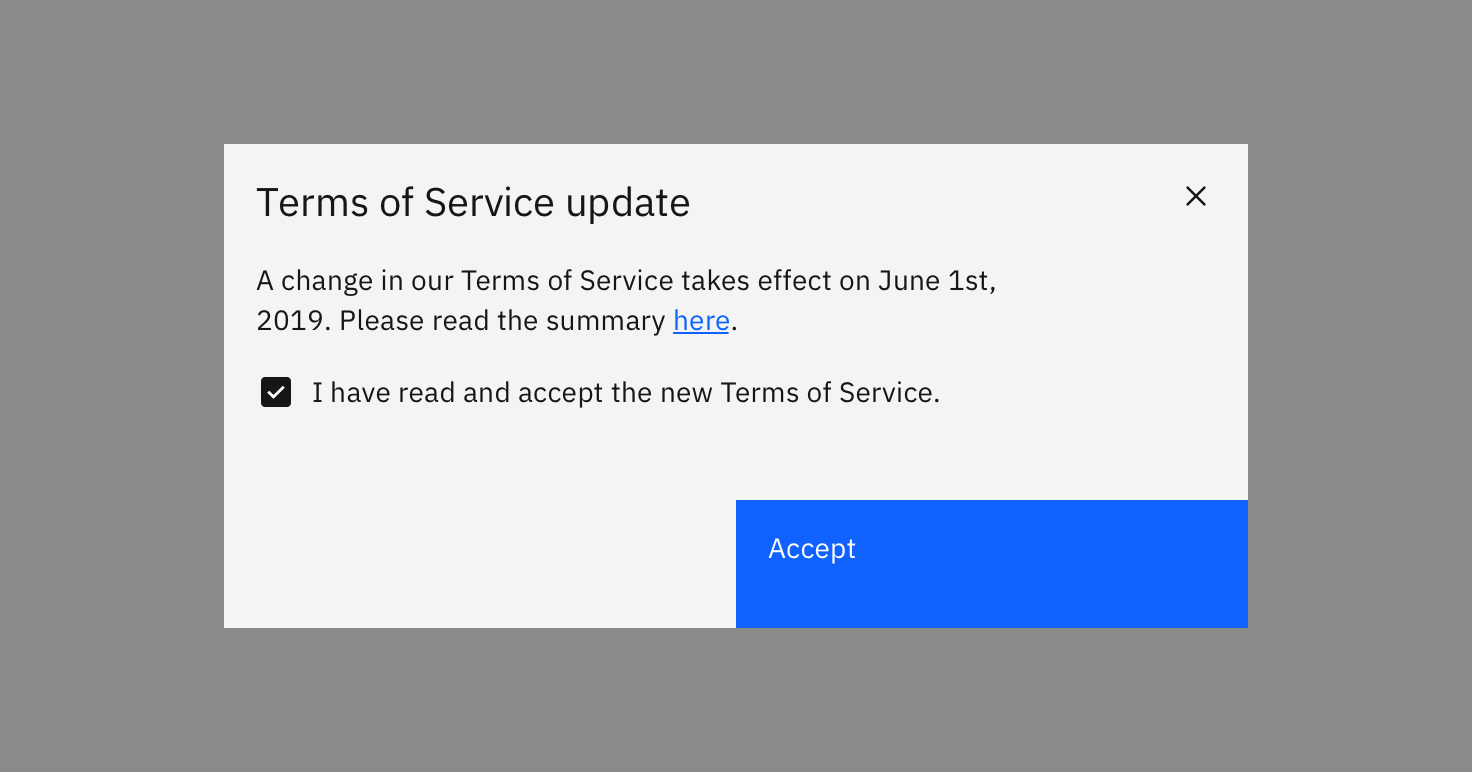 Terms of Service update
A change in our Terms of Service takes effect on June 1st,
2019. Please read the summary here.
I have read and accept the new Terms of Service.
Accept